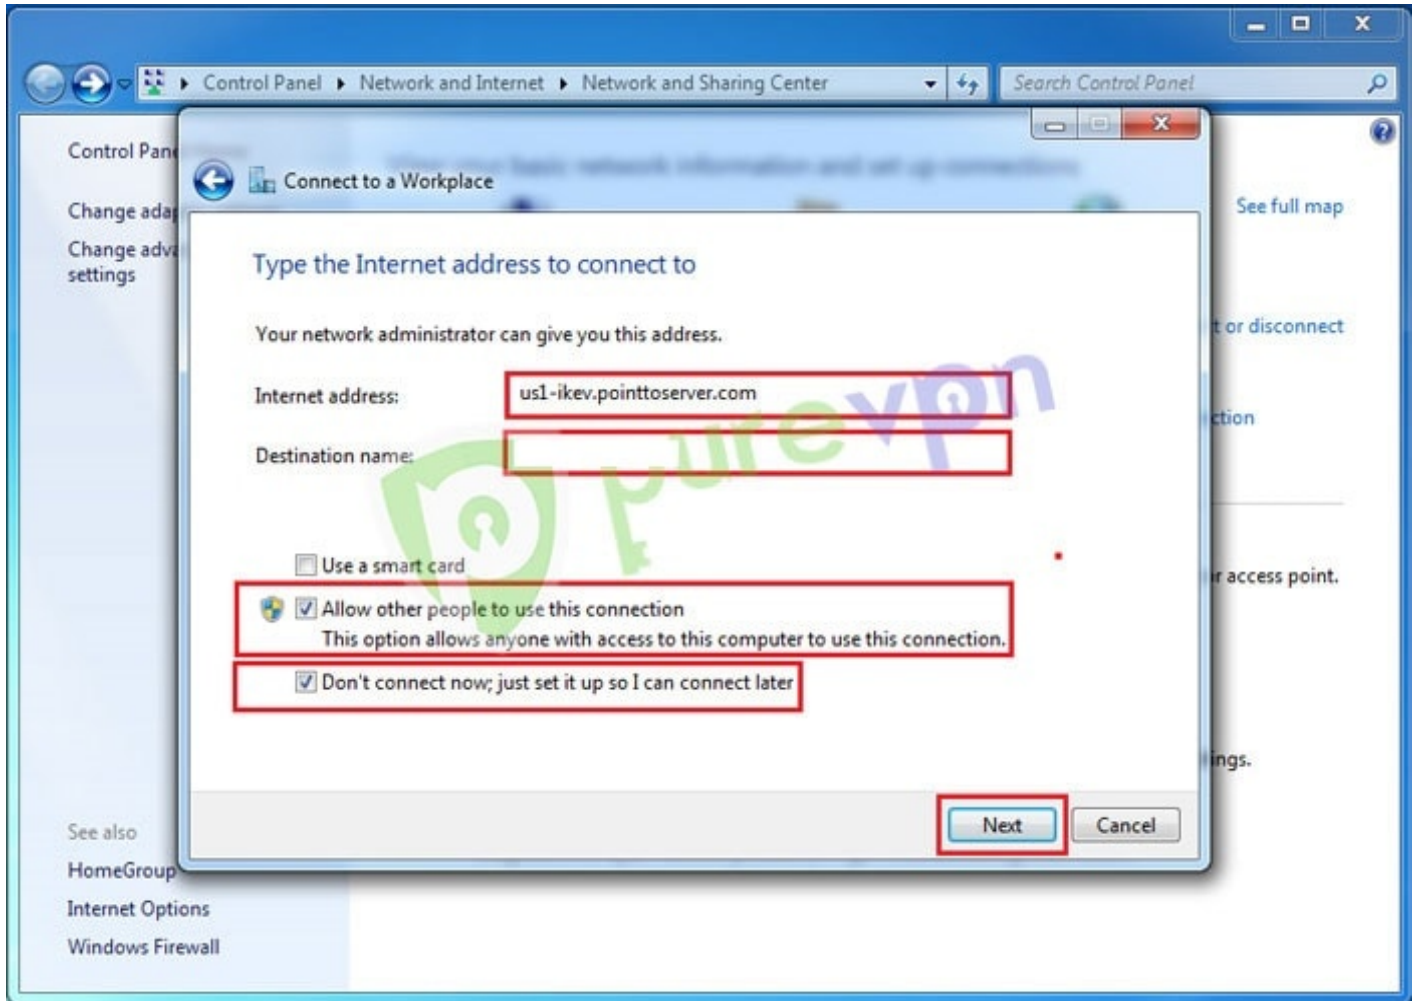 Control Panel ▸ Network and Internet ▸ Network and Sharing Center
Search Control Panel
Control Pane
Change adap
Change adva
settings
See full map
t or disconnect
ction
r access point.
ings.
See also
HomeGroup
Internet Options
Windows Firewall
Connect to a Workplace
Type the Internet address to connect to
Your network administrator can give you this address.
Internet address:
us1-ikev.pointtoserver.com
Destination name:
purevpn
Use a smart card
Allow other people to use this connection
This option allows anyone with access to this computer to use this connection.
Don't connect now; just set it up so I can connect later
Next
Cancel